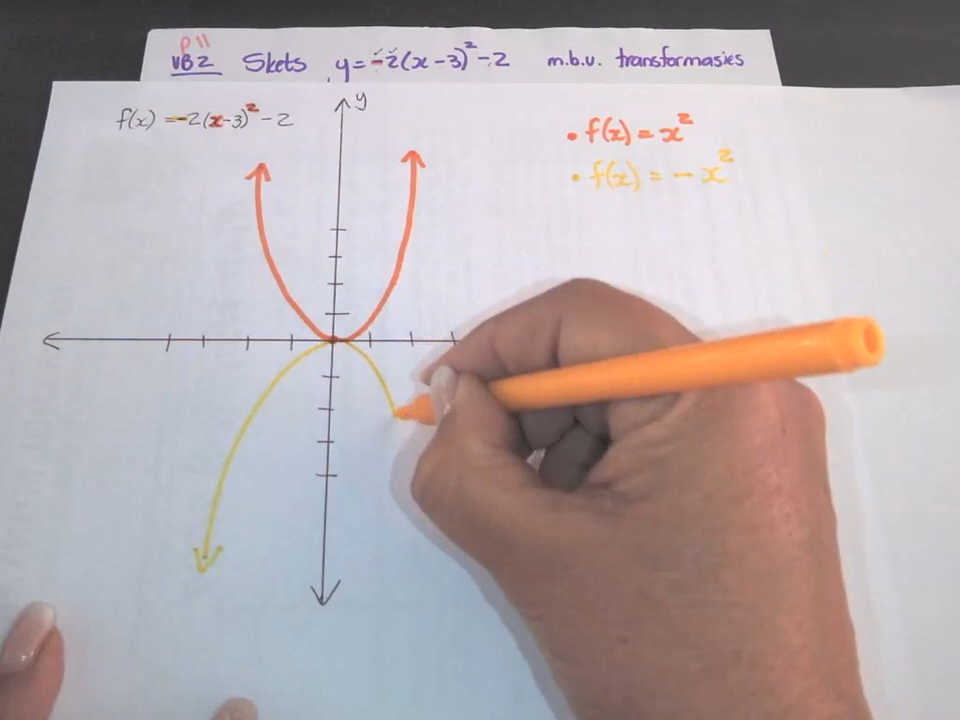 p11
VB2 Skets y = -2(x-3)² - 2 m.b.v. transformasies
f(x) = -2(x-3)² - 2
y
• f(x) = x²
• f(x) = -x²